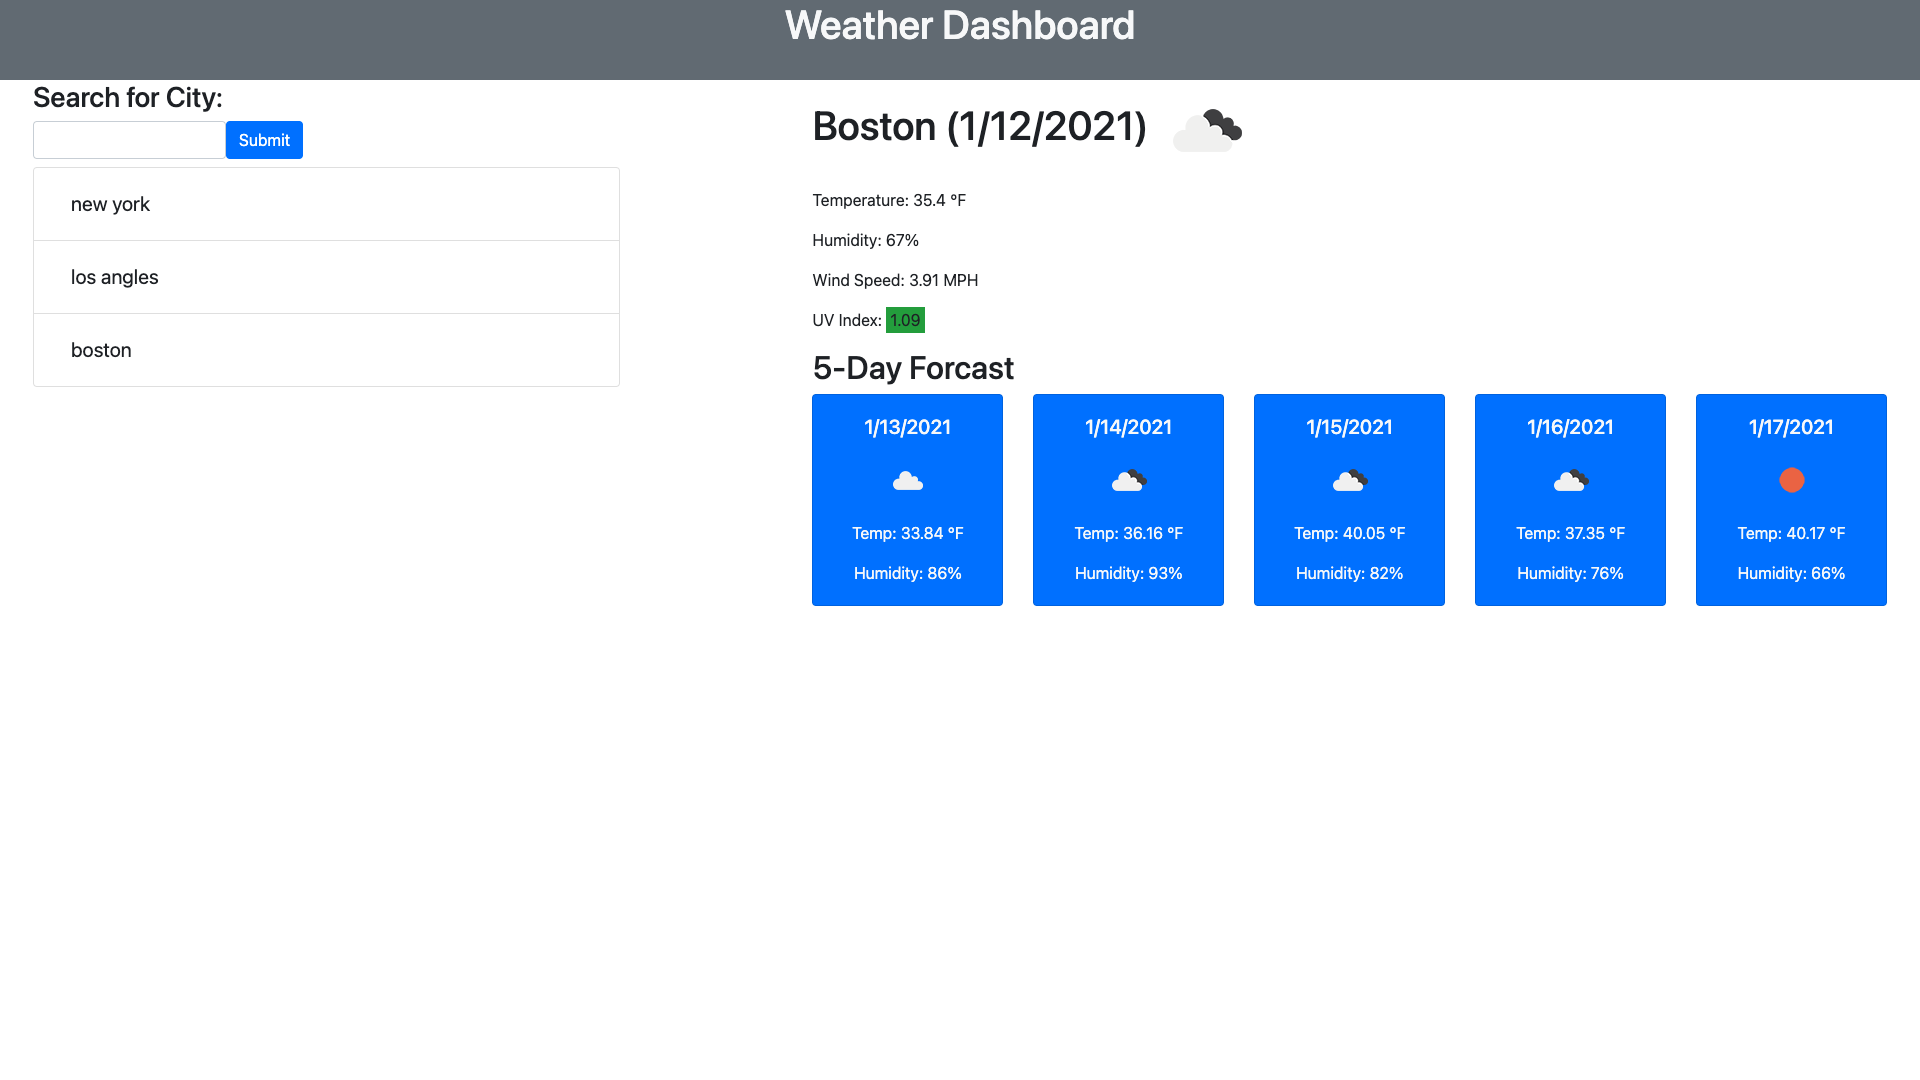 Weather Dashboard
Search for City:
Submit
new york
los angles
boston
Boston (1/12/2021)
Temperature: 35.4 °F
Humidity: 67%
Wind Speed: 3.91 MPH
UV Index: 1.09
5-Day Forcast
1/13/2021
Temp: 33.84 °F
Humidity: 86%
1/14/2021
Temp: 36.16 °F
Humidity: 93%
1/15/2021
Temp: 40.05 °F
Humidity: 82%
1/16/2021
Temp: 37.35 °F
Humidity: 76%
1/17/2021
Temp: 40.17 °F
Humidity: 66%